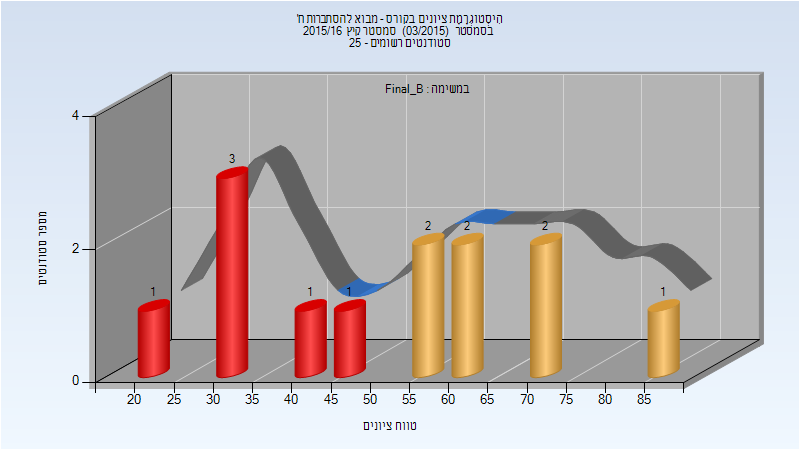 היסטוגרמת ציונים בקורס - מבוא להסתברות ח'
בסמסטר (03/2015) סמסטר קיץ 2015/16
סטודנטים רשומים - 25
במשימה : Final_B
מספר סטודנטים
4
2
0
1
3
1
1
2
2
2
1
20 25 30 35 40 45 50 55 60 65 70 75 80 85
טווח ציונים